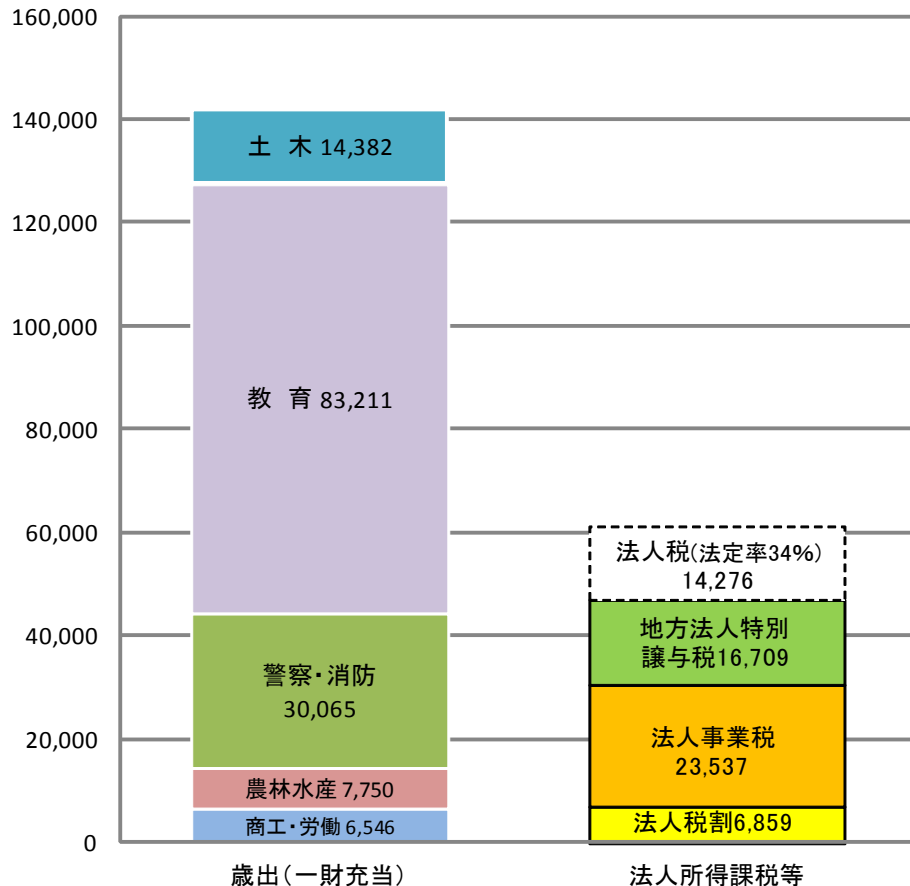 160,000
140,000
120,000
100,000
80,000
60,000
40,000
20,000
0
土 木 14,382
教 育 83,211
警察・消防
30,065
農林水産 7,750
商工・労働 6,546
法人税(法定率34%)
14,276
地方法人特別
譲与税16,709
法人事業税
23,537
法人税割6,859
歳出(一財充当)
法人所得課税等